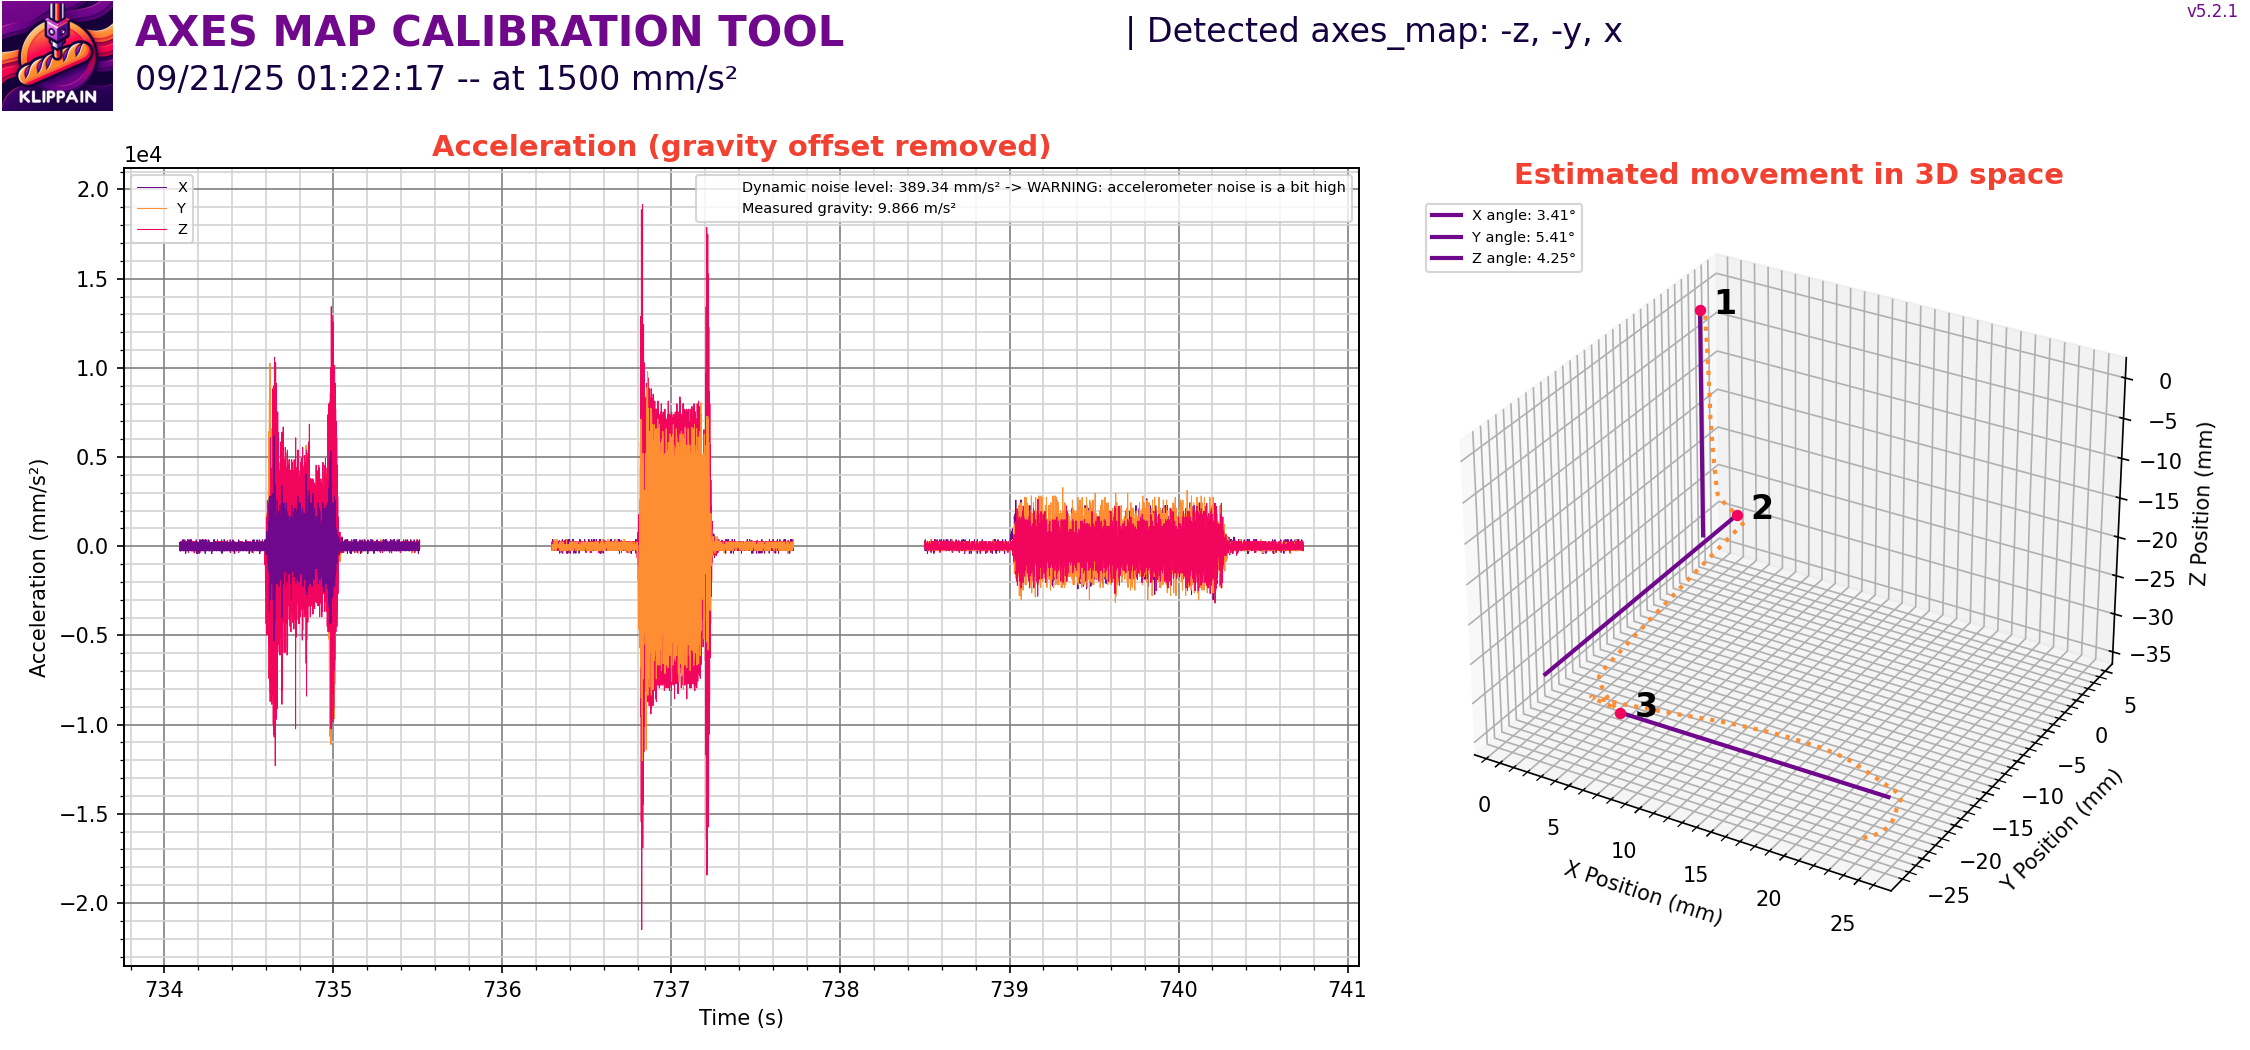 KLIPPAIN
AXES MAP CALIBRATION TOOL
| Detected axes_map: -z, -y, x
v5.2.1
09/21/25 01:22:17 -- at 1500 mm/s²
Acceleration (gravity offset removed)
1e4
X
Y
Z
Dynamic noise level: 389.34 mm/s² -> WARNING: accelerometer noise is a bit high
Measured gravity: 9.866 m/s²
2.0
1.5
1.0
0.5
0.0
−0.5
−1.0
−1.5
−2.0
Acceleration (mm/s²)
734 735 736 737 738 739 740 741
Time (s)
Estimated movement in 3D space
X angle: 3.41°
Y angle: 5.41°
Z angle: 4.25°
1
2
3
0
−5
−10
−15
−20
−25
−30
−35
Z Position (mm)
5
0
−5
−10
−15
−20
−25
Y Position (mm)
0
5
10
15
20
25
X Position (mm)